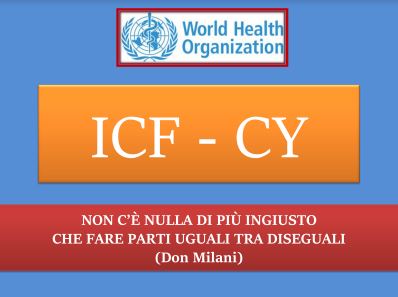 World Health
Organization
ICF - CY
NON C'È NULLA DI PIÙ INGIUSTO
CHE FARE PARTI UGUALI TRA DISEGUALI
(Don Milani)